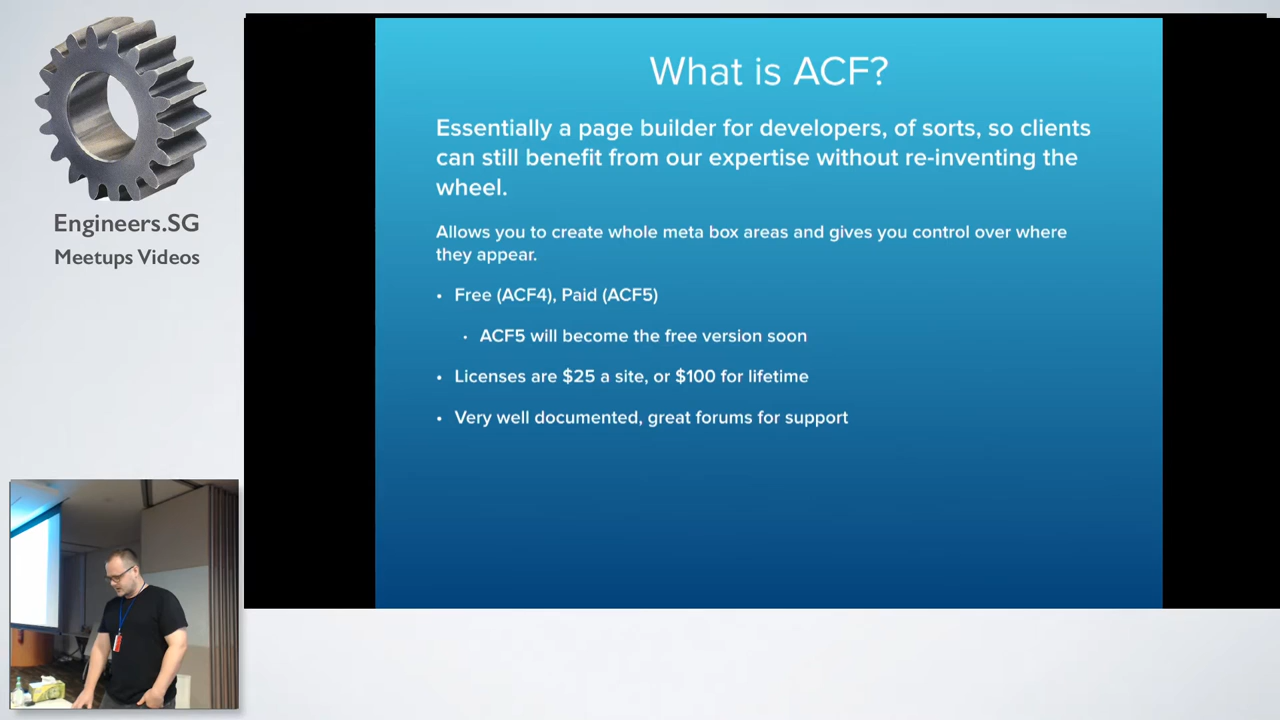 Engineers.SG
Meetups Videos
What is ACF?
Essentially a page builder for developers, of sorts, so clients
can still benefit from our expertise without re-inventing the
wheel.
Allows you to create whole meta box areas and gives you control over where
they appear.
• Free (ACF4), Paid (ACF5)
• ACF5 will become the free version soon
• Licenses are $25 a site, or $100 for lifetime
• Very well documented, great forums for support